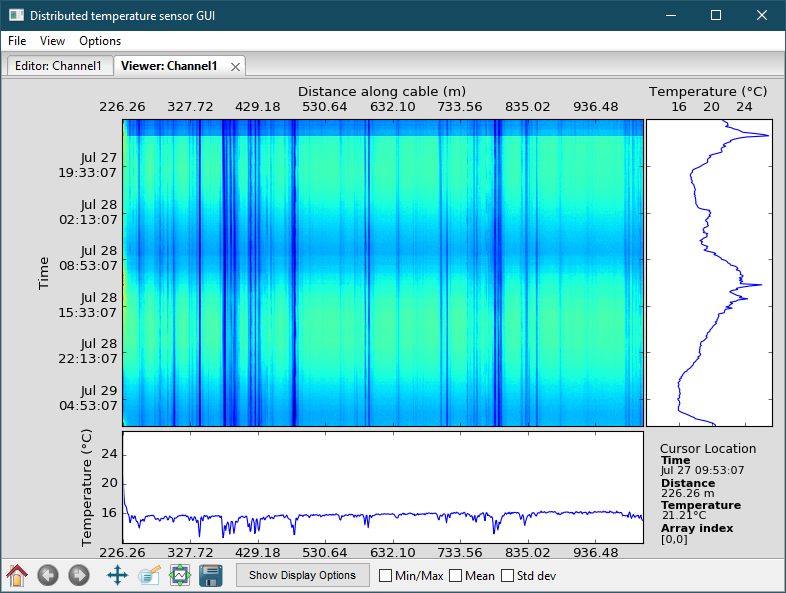 Distributed temperature sensor GUI
File View Options
Editor: Channel1 Viewer: Channel1
Distance along cable (m) Temperature (°C)
226.26 327.72 429.18 530.64 632.10 733.56 835.02 936.48 16 20 24
Jul 27
19:33:07
Jul 28
02:13:07
Jul 28
08:53:07
Time
Jul 28
15:33:07
Jul 28
22:13:07
Jul 29
04:53:07
Temperature (°C)
24
20
16
226.26 327.72 429.18 530.64 632.10 733.56 835.02 936.48
Cursor Location
Time
Jul 27 09:53:07
Distance
226.26 m
Temperature
21.21°C
Array index
[0,0]
Show Display Options Min/Max Mean Std dev